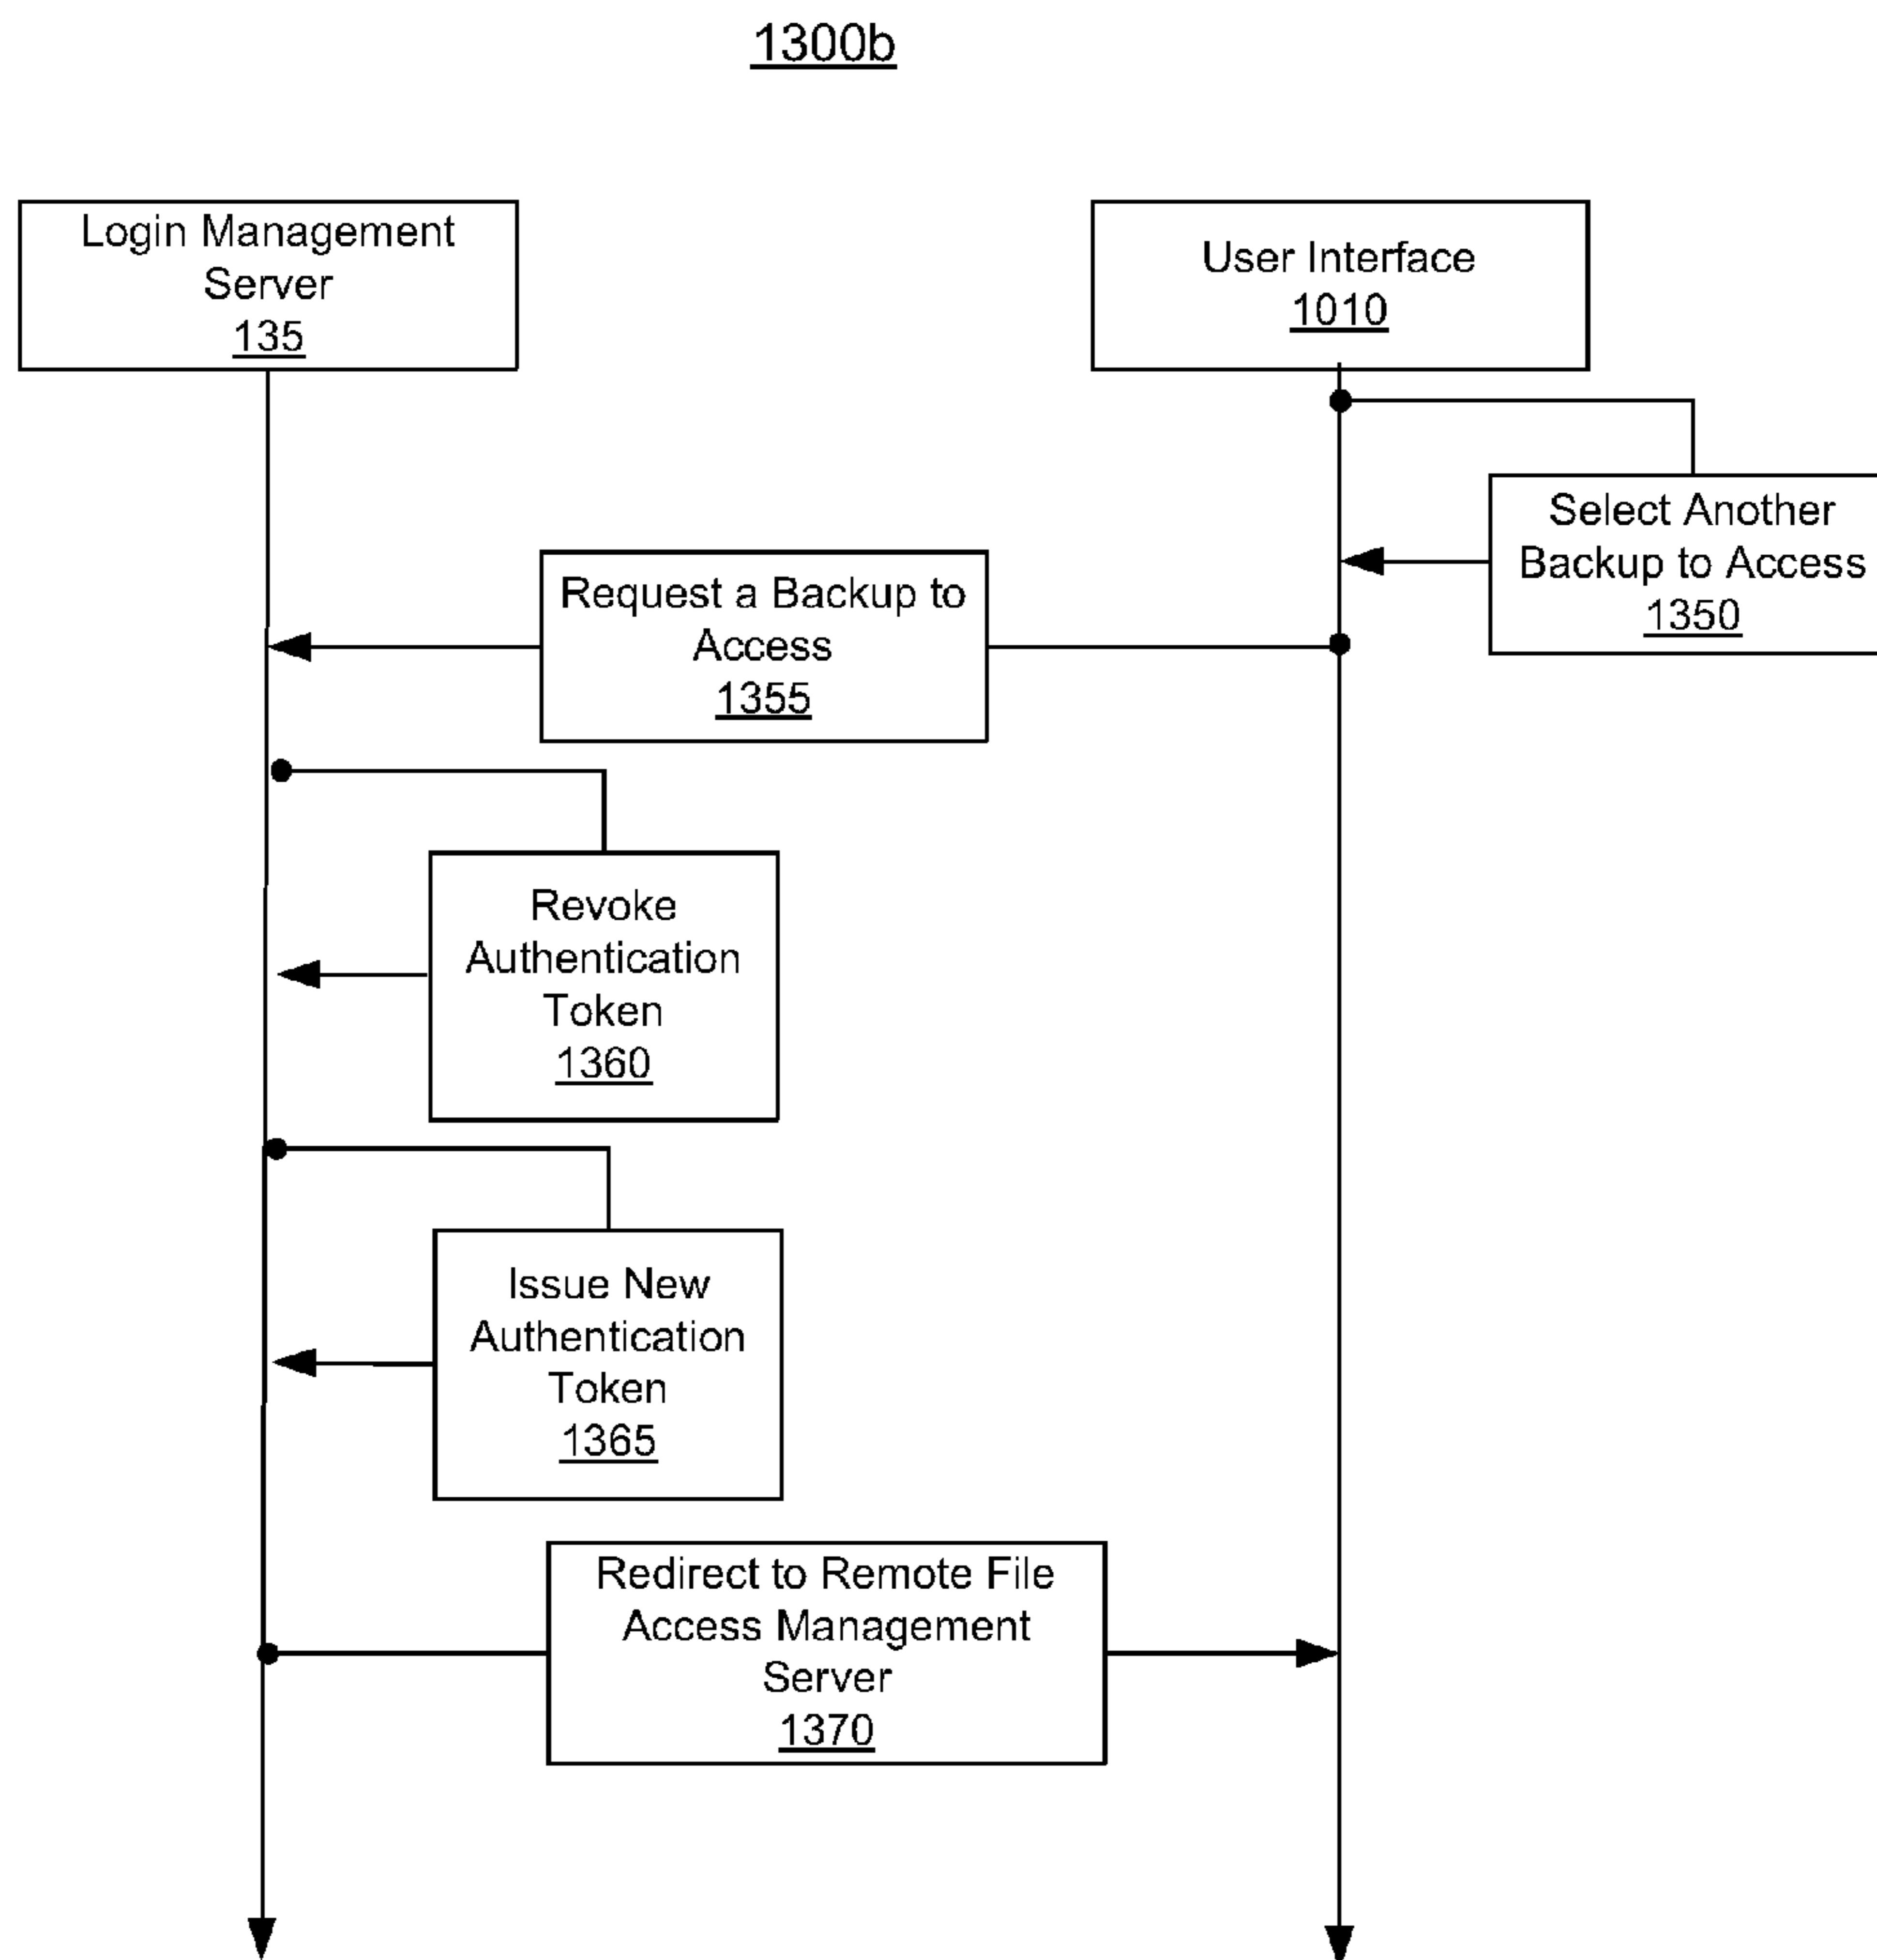 1300b
Login Management
Server
135
User Interface
1010
Select Another
Backup to Access
1350
Request a Backup to
Access
1355
Revoke
Authentication
Token
1360
Issue New
Authentication
Token
1365
Redirect to Remote File
Access Management
Server
1370